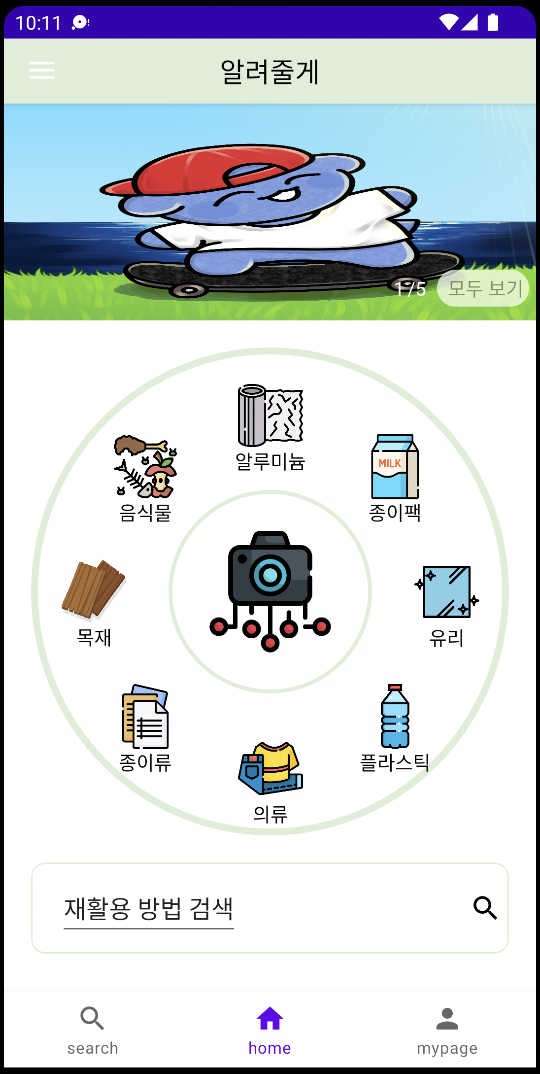 10:11
알려줄게
1/5 모두 보기
알루미늄
음식물
종이팩
MILK
목재
유리
종이류
플라스틱
의류
재활용 방법 검색
search home mypage